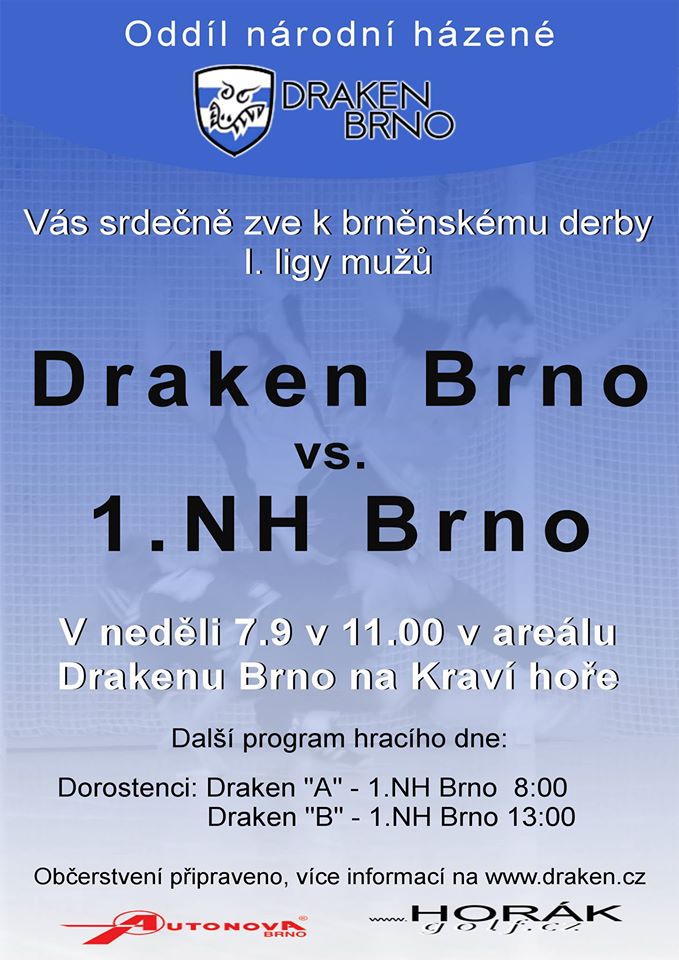 Oddíl národní házené
DRAKEN
BRNO
Vás srdečně zve k brněnskému derby
I. ligy mužů
Draken Brno
vs.
1.NH Brno
V neděli 7.9 v 11.00 v areálu
Drakenu Brno na Kraví hoře
Další program hracího dne:
Dorostenci: Draken "A" - 1.NH Brno 8:00
Draken "B" - 1.NH Brno 13:00
Občerstvení připraveno, více informací na www.draken.cz
AUTONOVA®
BRNO
www.HORÁK
golf.cz